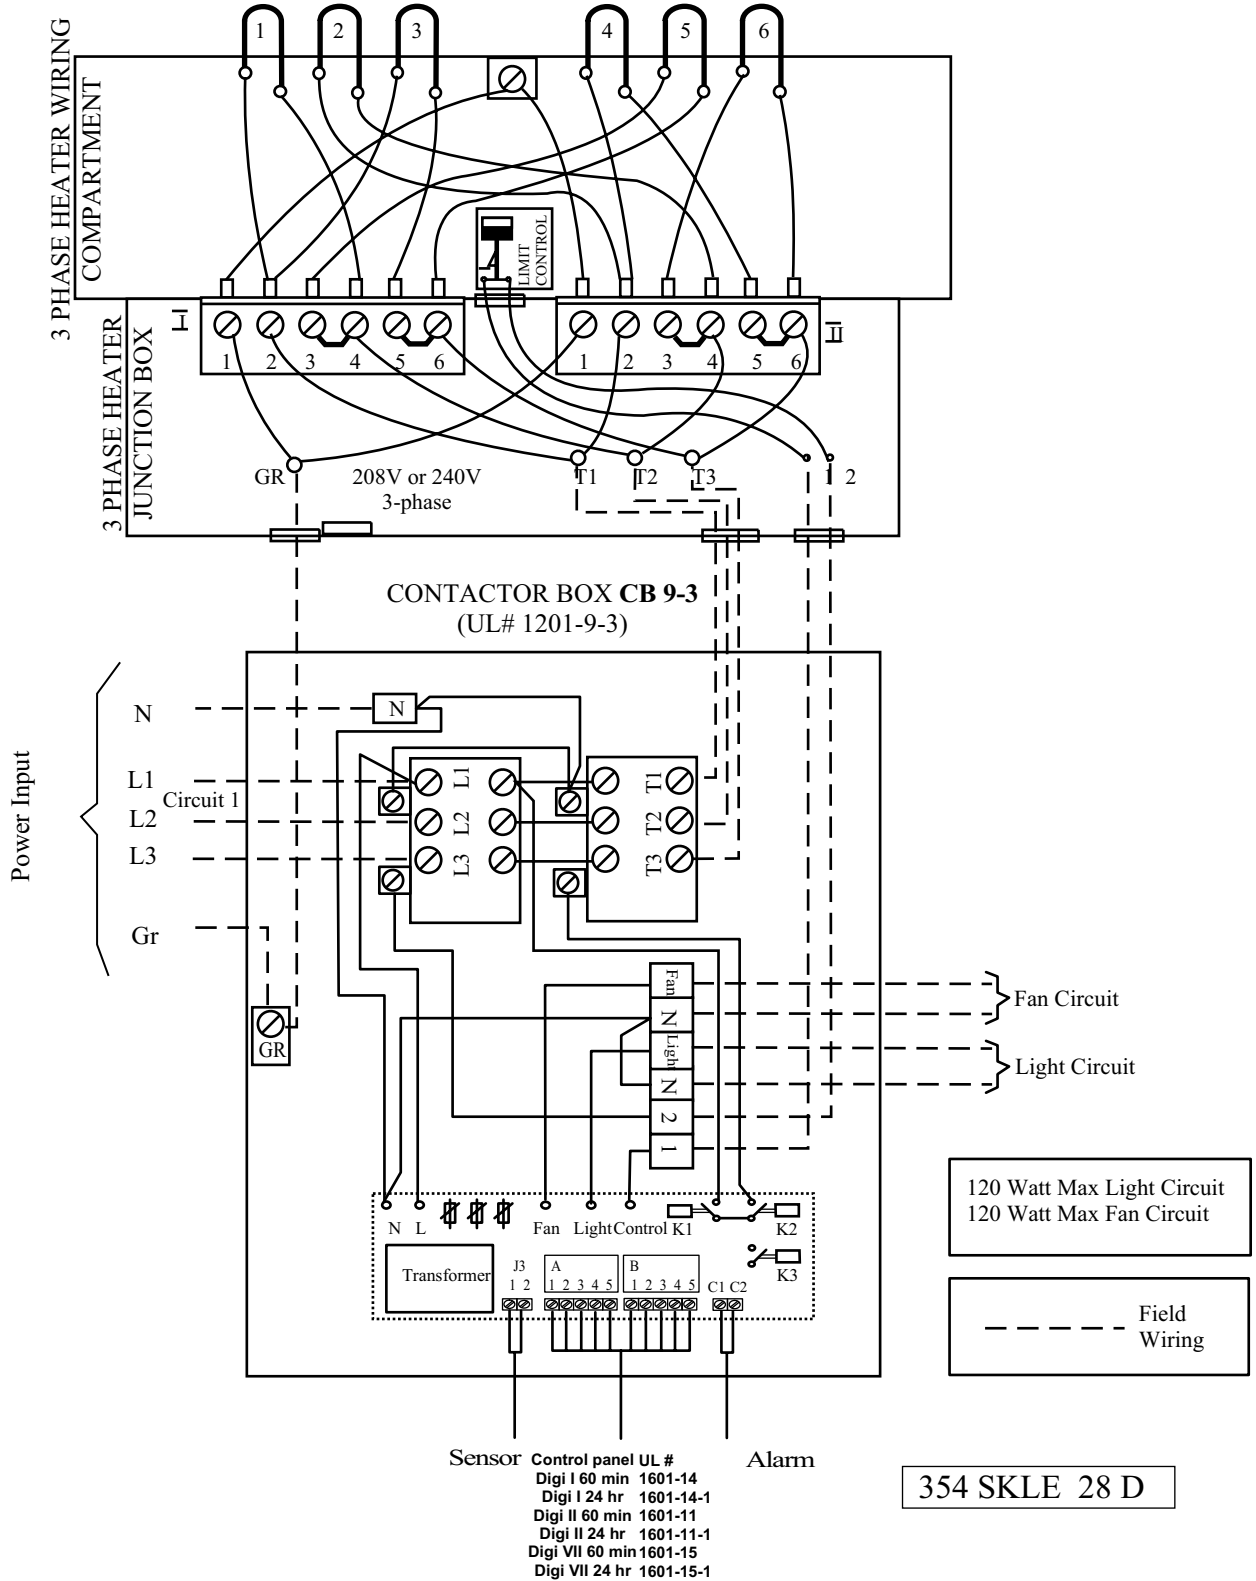 1 2 3 4 5 6
3 PHASE HEATER WIRING
COMPARTMENT
LIMIT
CONTROL
3 PHASE HEATER
JUNCTION BOX
I
II
1 2 3 4 5 6
1 2 3 4 5 6
GR
208V or 240V
3-phase
T1 T2 T3 1 2
CONTACTOR BOX CB 9-3
(UL# 1201-9-3)
Power Input
N
N
L1
Circuit 1
L2
L3
Gr
L1
L2
L3
T1
T2
T3
GR
Fan
N
Light
N
2
1
Fan Circuit
Light Circuit
120 Watt Max Light Circuit
120 Watt Max Fan Circuit
N L Fan Light Control K1 K2
K3
Transformer
J3
1 2
A
1 2 3 4 5
B
1 2 3 4 5
C1 C2
Field
Wiring
Sensor
Alarm
Control panel UL #
Digi I 60 min 1601-14
Digi I 24 hr 1601-14-1
Digi II 60 min 1601-11
Digi II 24 hr 1601-11-1
Digi VII 60 min 1601-15
Digi VII 24 hr 1601-15-1
354 SKLE 28 D